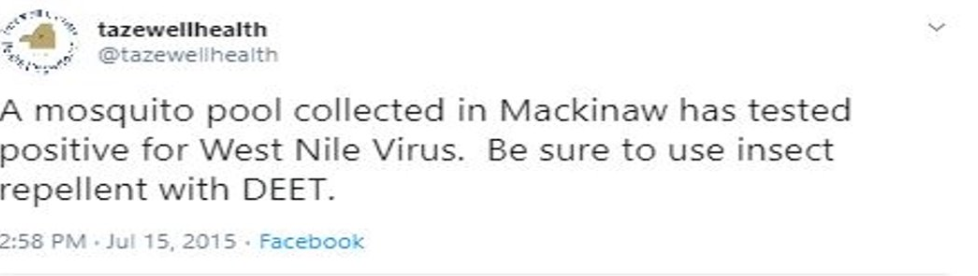 tazewellhealth
@tazewellhealth
A mosquito pool collected in Mackinaw has tested
positive for West Nile Virus.  Be sure to use insect
repellent with DEET.
2:58 PM · Jul 15, 2015 · Facebook